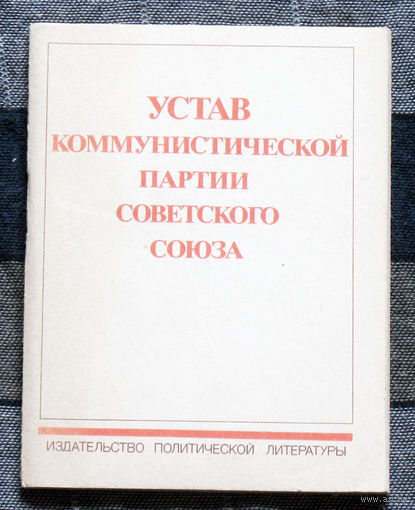 УСТАВ
КОММУНИСТИЧЕСКОЙ
ПАРТИИ
СОВЕТСКОГО
СОЮЗА
ИЗДАТЕЛЬСТВО ПОЛИТИЧЕСКОЙ ЛИТЕРАТУРЫ